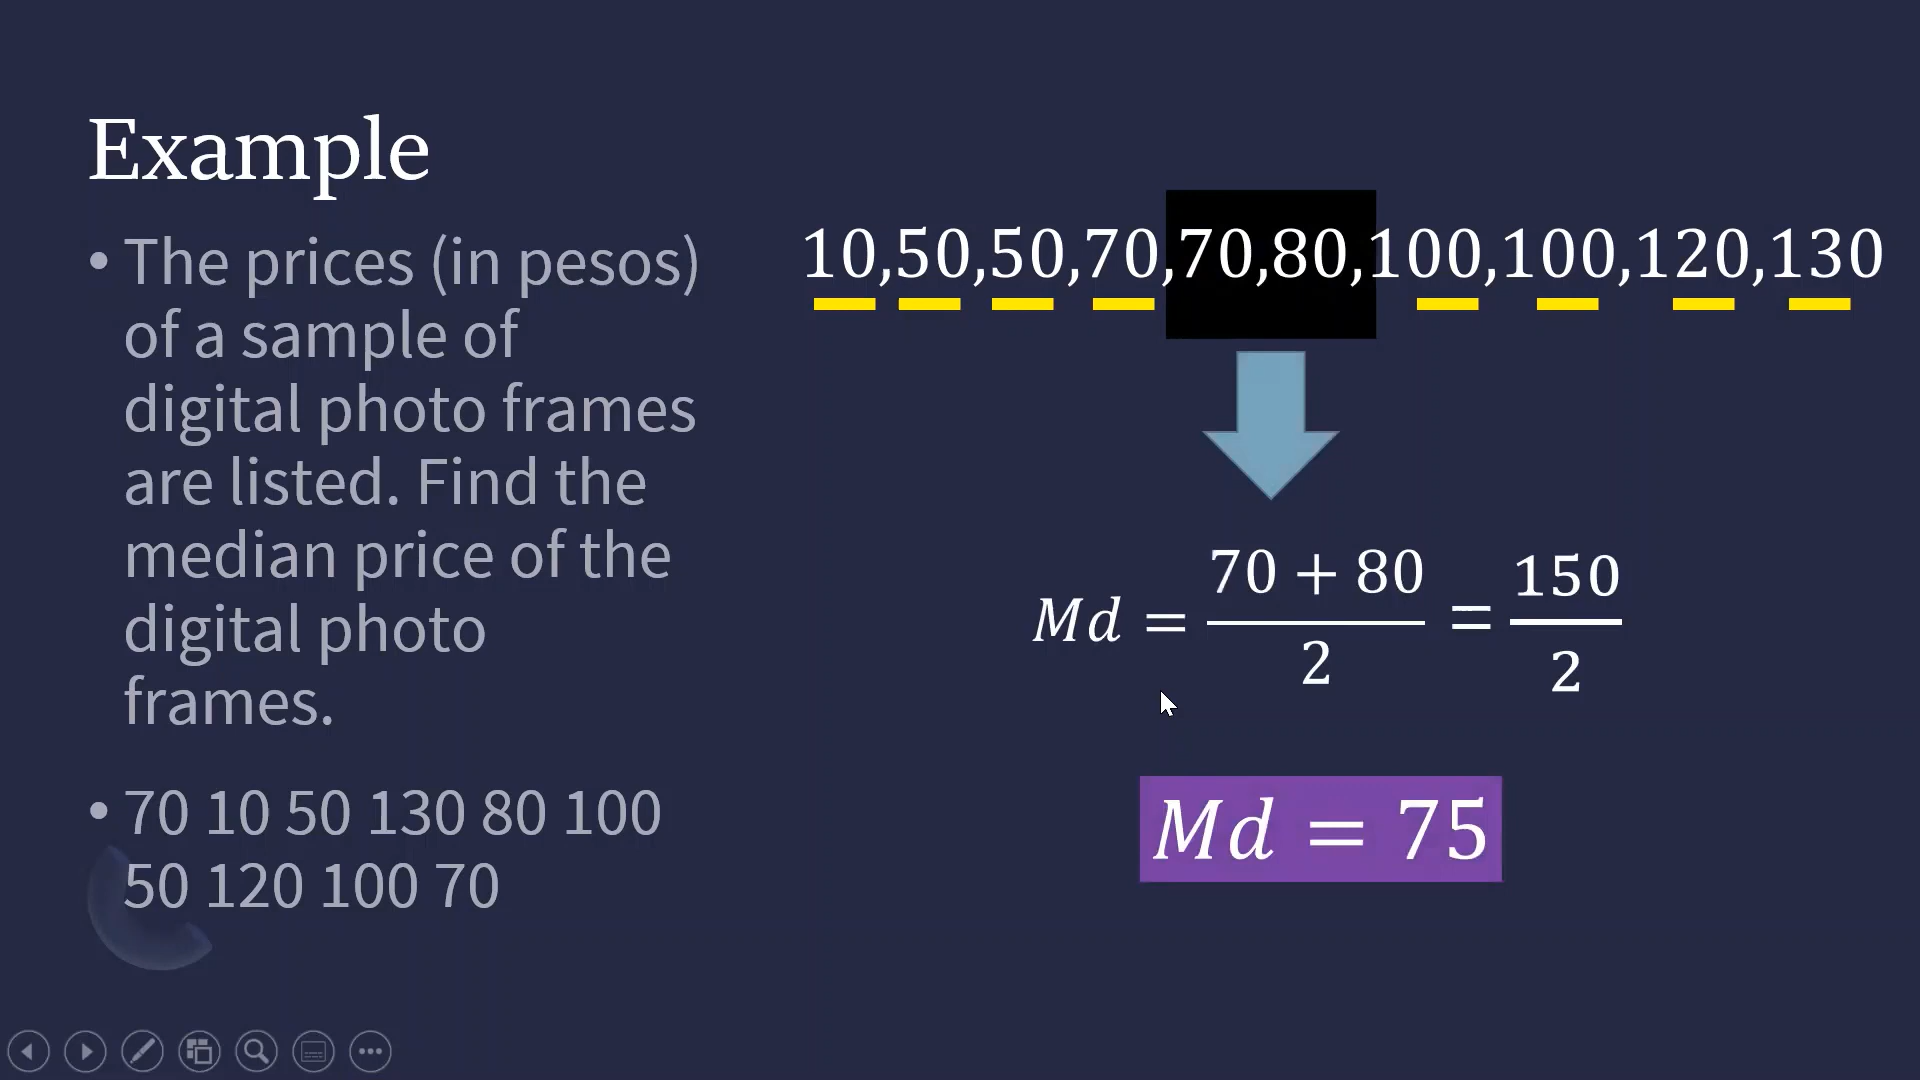 Example
• The prices (in pesos)
of a sample of
digital photo frames
are listed. Find the
median price of the
digital photo
frames.
• 70 10 50 130 80 100
50 120 100 70
10,50,50,70,70,80,100,100,120,130
Md = (70 + 80)/2 = 150/2
Md = 75